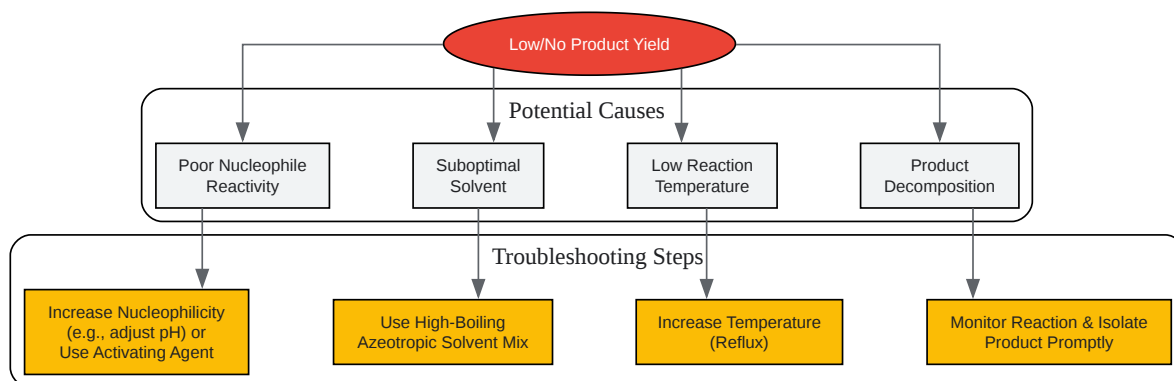 Low/No Product Yield
Potential Causes
Poor Nucleophile
Reactivity
Suboptimal
Solvent
Low Reaction
Temperature
Product
Decomposition
Troubleshooting Steps
Increase Nucleophilicity
(e.g., adjust pH) or
Use Activating Agent
Use High-Boiling
Azeotropic Solvent Mix
Increase Temperature
(Reflux)
Monitor Reaction & Isolate
Product Promptly